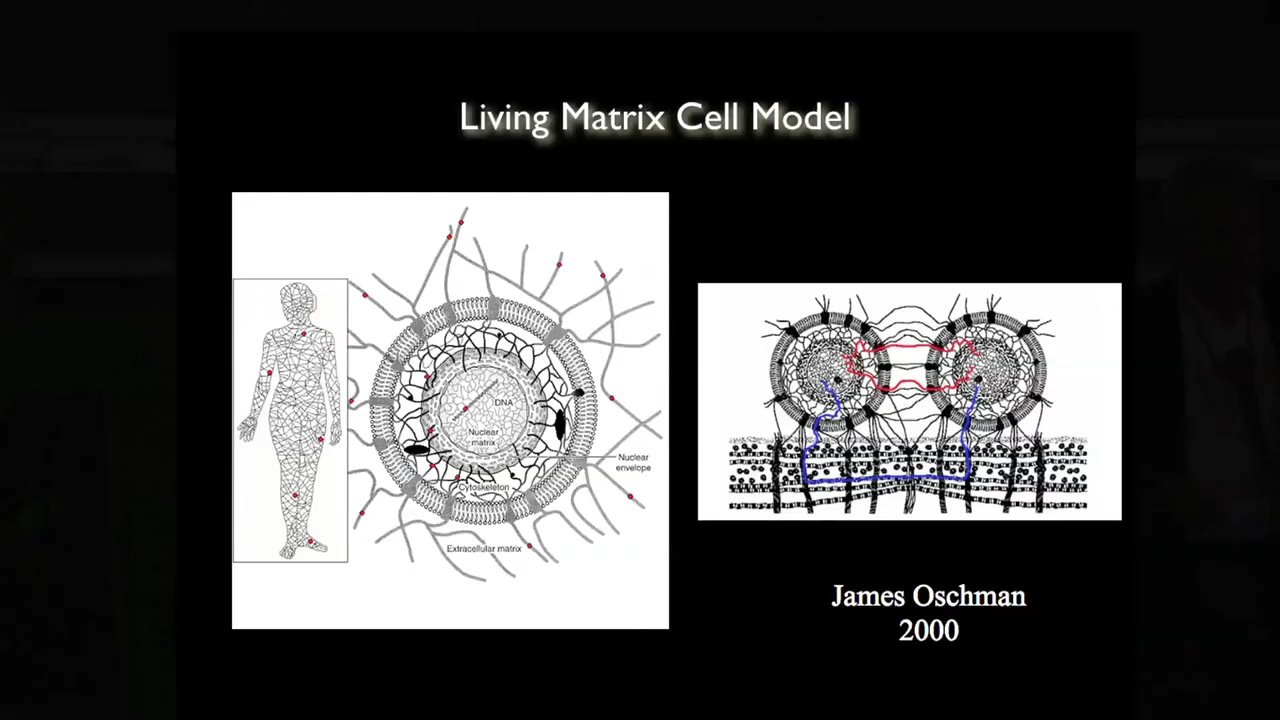 Living Matrix Cell Model
DNA
Nuclear
matrix
Nuclear
envelope
Cytoskeleton
Extracellular matrix
James Oschman
2000